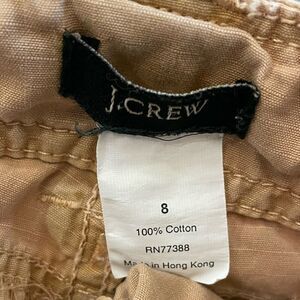 J.CREW
8
100% Cotton
RN77388
Made in Hong Kong